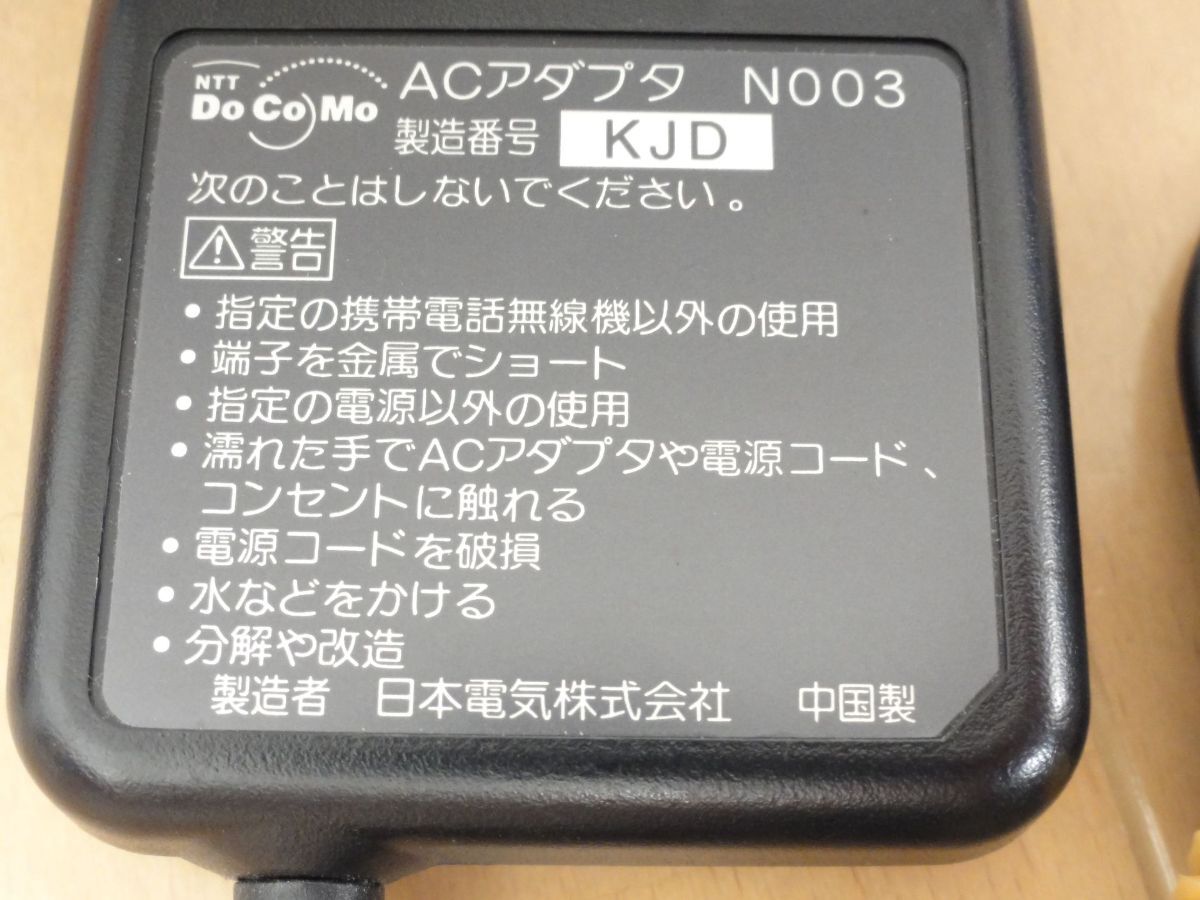 NTT
DoCoMo
ACアダプタ N003
製造番号 KJD
次のことはしないでください。
警告
・指定の携帯電話無線機以外の使用
・端子を金属でショート
・指定の電源以外の使用
・濡れた手でACアダプタや電源コード、
コンセントに触れる
・電源コードを破損
・水などをかける
・分解や改造
製造者 日本電気株式会社 中国製